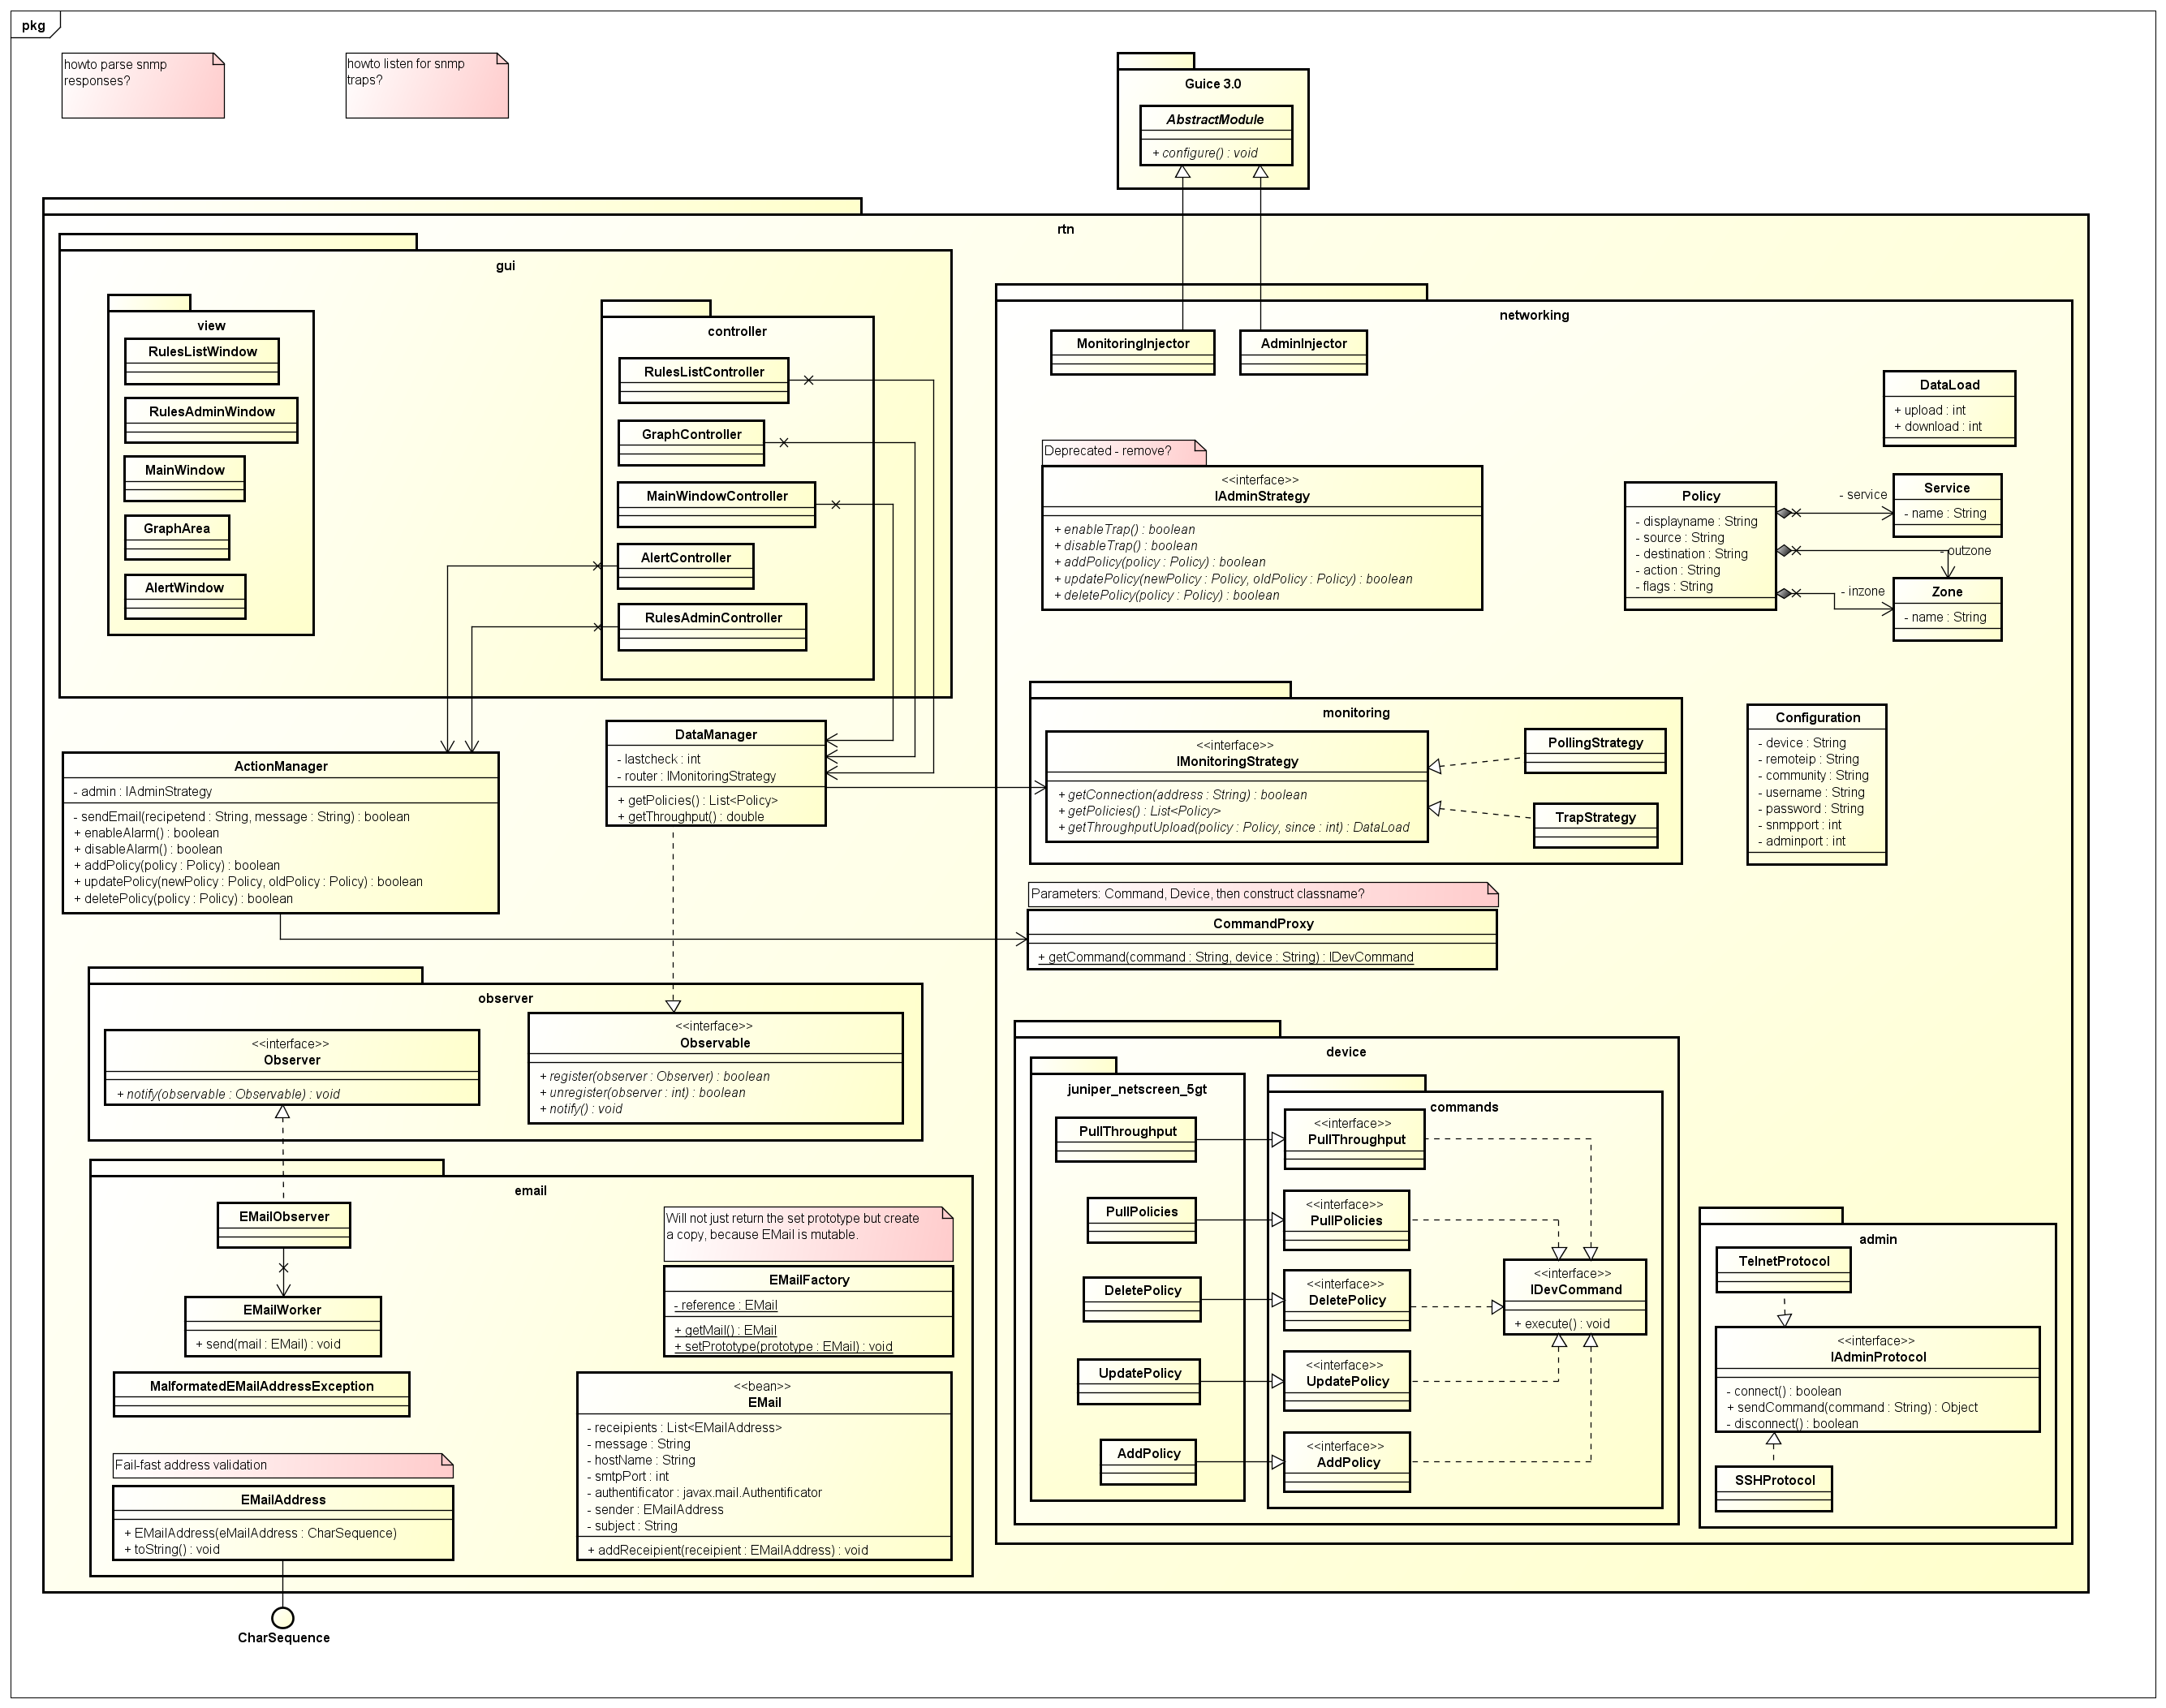 pkg
howto parse snmp
responses?
howto listen for snmp
traps?
Guice 3.0
AbstractModule
+ configure() : void
rtn
gui
view
RulesListWindow
RulesAdminWindow
MainWindow
GraphArea
AlertWindow
controller
RulesListController
GraphController
MainWindowController
AlertController
RulesAdminController
ActionManager
- admin : IAdminStrategy
- sendEmail(recipetend : String, message : String) : boolean
+ enableAlarm() : boolean
+ disableAlarm() : boolean
+ addPolicy(policy : Policy) : boolean
+ updatePolicy(newPolicy : Policy, oldPolicy : Policy) : boolean
+ deletePolicy(policy : Policy) : boolean
DataManager
- lastcheck : int
- router : IMonitoringStrategy
+ getPolicies() : List<Policy>
+ getThroughput() : double
observer
<<interface>>
Observer
+ notify(observable : Observable) : void
<<interface>>
Observable
+ register(observer : Observer) : boolean
+ unregister(observer : int) : boolean
+ notify() : void
email
EMailObserver
EMailWorker
+ send(mail : EMail) : void
MalformatedEMailAddressException
Fail-fast address validation
EMailAddress
+ EMailAddress(eMailAddress : CharSequence)
+ toString() : void
CharSequence
Will not just return the set prototype but create
a copy, because EMail is mutable.
EMailFactory
- reference : EMail
+ getMail() : EMail
+ setPrototype(prototype : EMail) : void
<<bean>>
EMail
- receipients : List<EMailAddress>
- message : String
- hostName : String
- smtpPort : int
- authentificator : javax.mail.Authentificator
- sender : EMailAddress
- subject : String
+ addReceipient(receipient : EMailAddress) : void
networking
MonitoringInjector
AdminInjector
DataLoad
+ upload : int
+ download : int
Deprecated - remove?
<<interface>>
IAdminStrategy
+ enableTrap() : boolean
+ disableTrap() : boolean
+ addPolicy(policy : Policy) : boolean
+ updatePolicy(newPolicy : Policy, oldPolicy : Policy) : boolean
+ deletePolicy(policy : Policy) : boolean
Policy
- displayname : String
- source : String
- destination : String
- action : String
- flags : String
- service
- outzone
- inzone
Service
- name : String
Zone
- name : String
monitoring
<<interface>>
IMonitoringStrategy
+ getConnection(address : String) : boolean
+ getPolicies() : List<Policy>
+ getThroughputUpload(policy : Policy, since : int) : DataLoad
PollingStrategy
TrapStrategy
Configuration
- device : String
- remoteip : String
- community : String
- username : String
- password : String
- snmpport : int
- adminport : int
Parameters: Command, Device, then construct classname?
CommandProxy
+ getCommand(command : String, device : String) : IDevCommand
device
juniper_netscreen_5gt
PullThroughput
PullPolicies
DeletePolicy
UpdatePolicy
AddPolicy
commands
<<interface>>
PullThroughput
<<interface>>
PullPolicies
<<interface>>
DeletePolicy
<<interface>>
UpdatePolicy
<<interface>>
AddPolicy
<<interface>>
IDevCommand
+ execute() : void
admin
TelnetProtocol
<<interface>>
IAdminProtocol
- connect() : boolean
+ sendCommand(command : String) : Object
- disconnect() : boolean
SSHProtocol